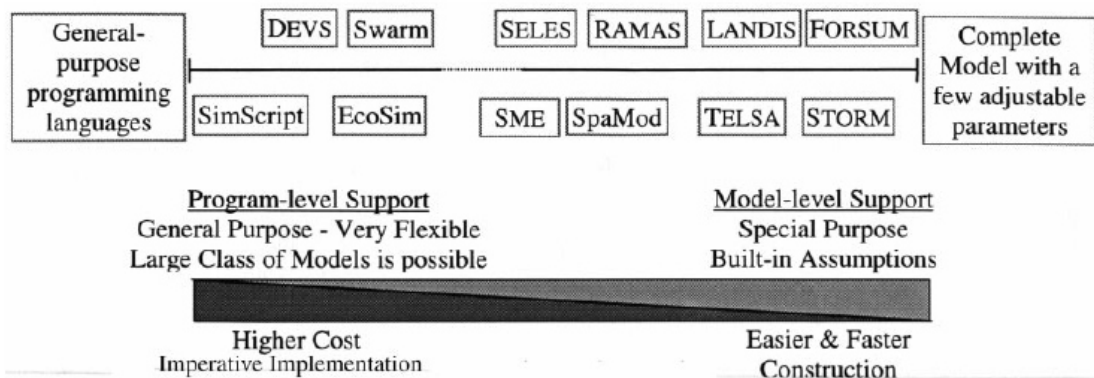 General-
purpose
programming
languages
DEVS
Swarm
SELES
RAMAS
LANDIS
FORSUM
SimScript
EcoSim
SME
SpaMod
TELSA
STORM
Complete
Model with a
few adjustable
parameters
Program-level Support
General Purpose - Very Flexible
Large Class of Models is possible
Model-level Support
Special Purpose
Built-in Assumptions
Higher Cost
Imperative Implementation
Easier & Faster
Construction